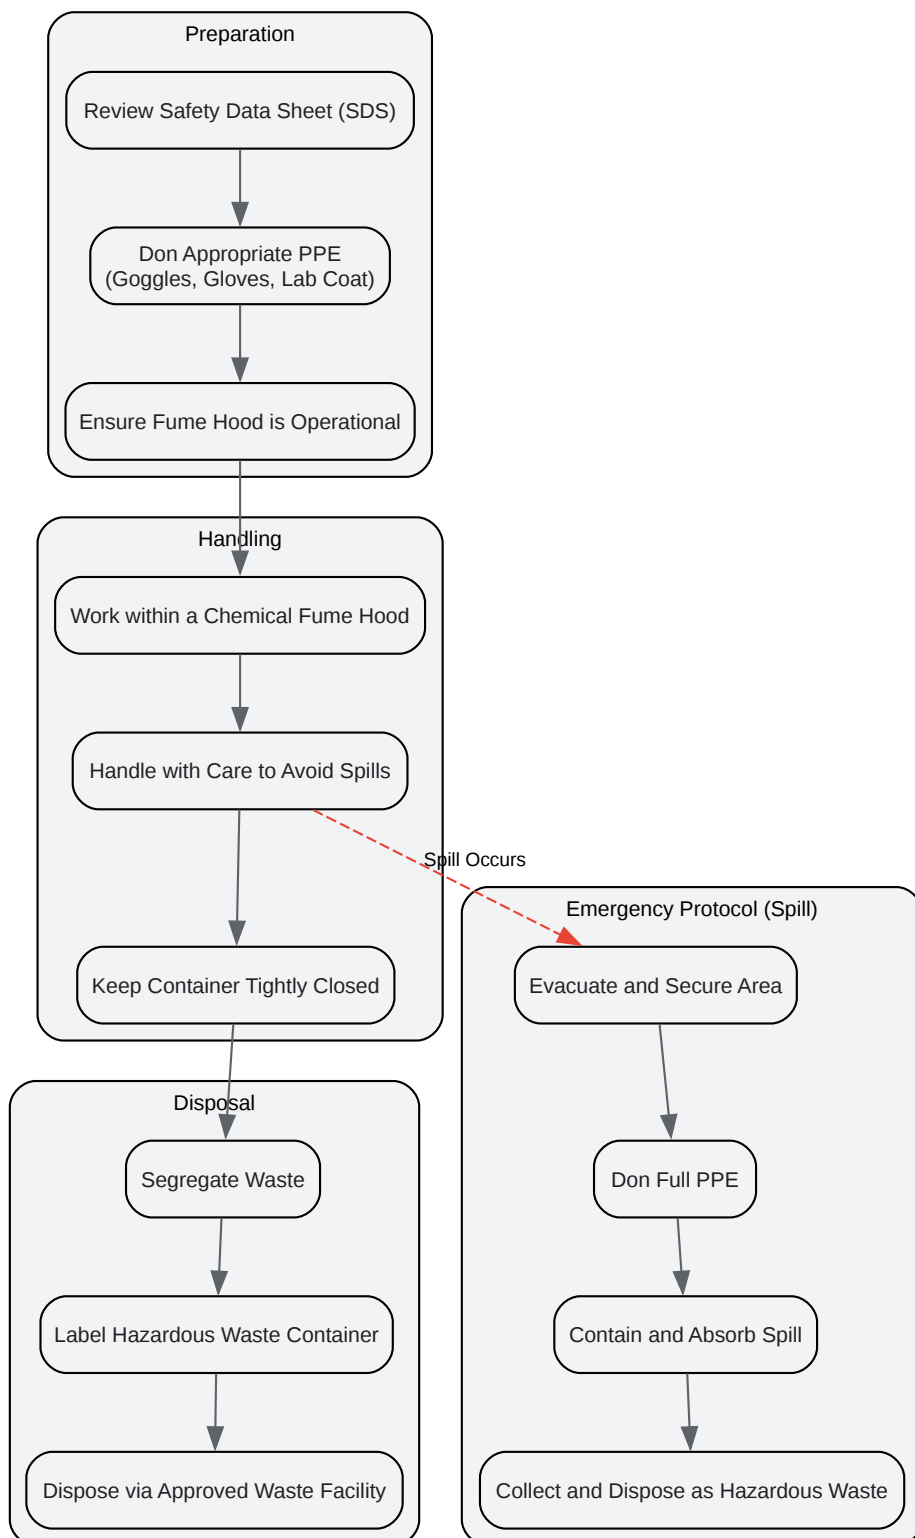 Preparation
Review Safety Data Sheet (SDS)
Don Appropriate PPE
(Goggles, Gloves, Lab Coat)
Ensure Fume Hood is Operational
Handling
Work within a Chemical Fume Hood
Handle with Care to Avoid Spills
Spill Occurs
Keep Container Tightly Closed
Disposal
Segregate Waste
Label Hazardous Waste Container
Dispose via Approved Waste Facility
Emergency Protocol (Spill)
Evacuate and Secure Area
Don Full PPE
Contain and Absorb Spill
Collect and Dispose as Hazardous Waste